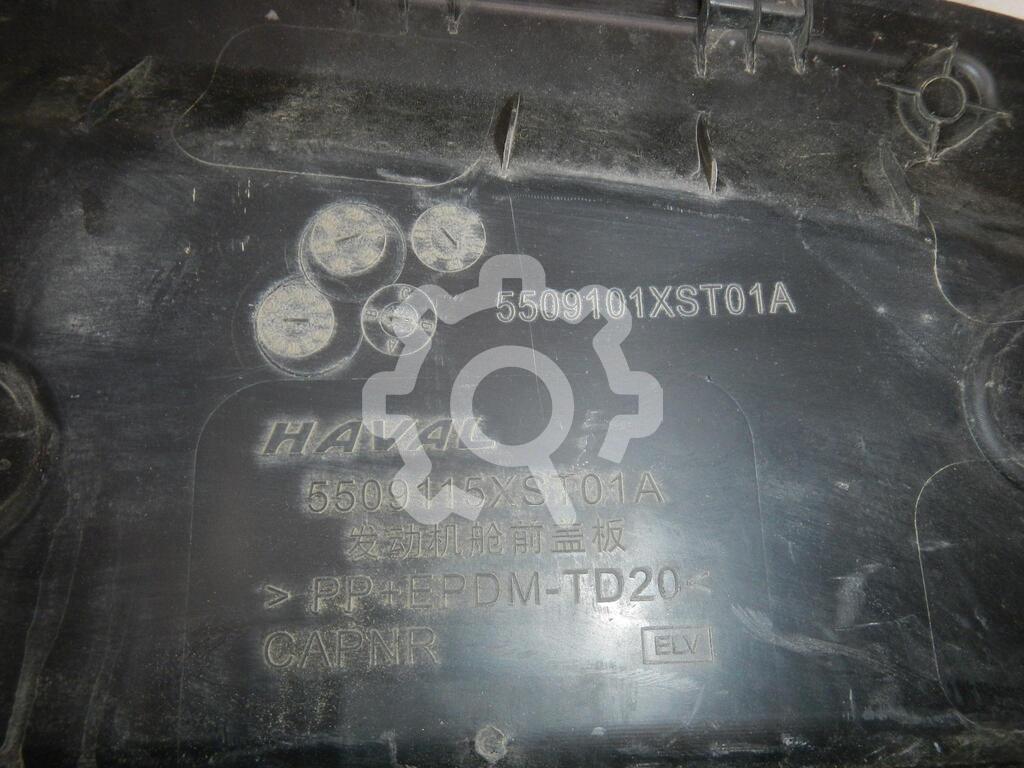 5509101XST01A
HAVAL
5509115XST01A
发动机舱前盖板
> PP+EPDM-TD20 <
CAPNR
ELV